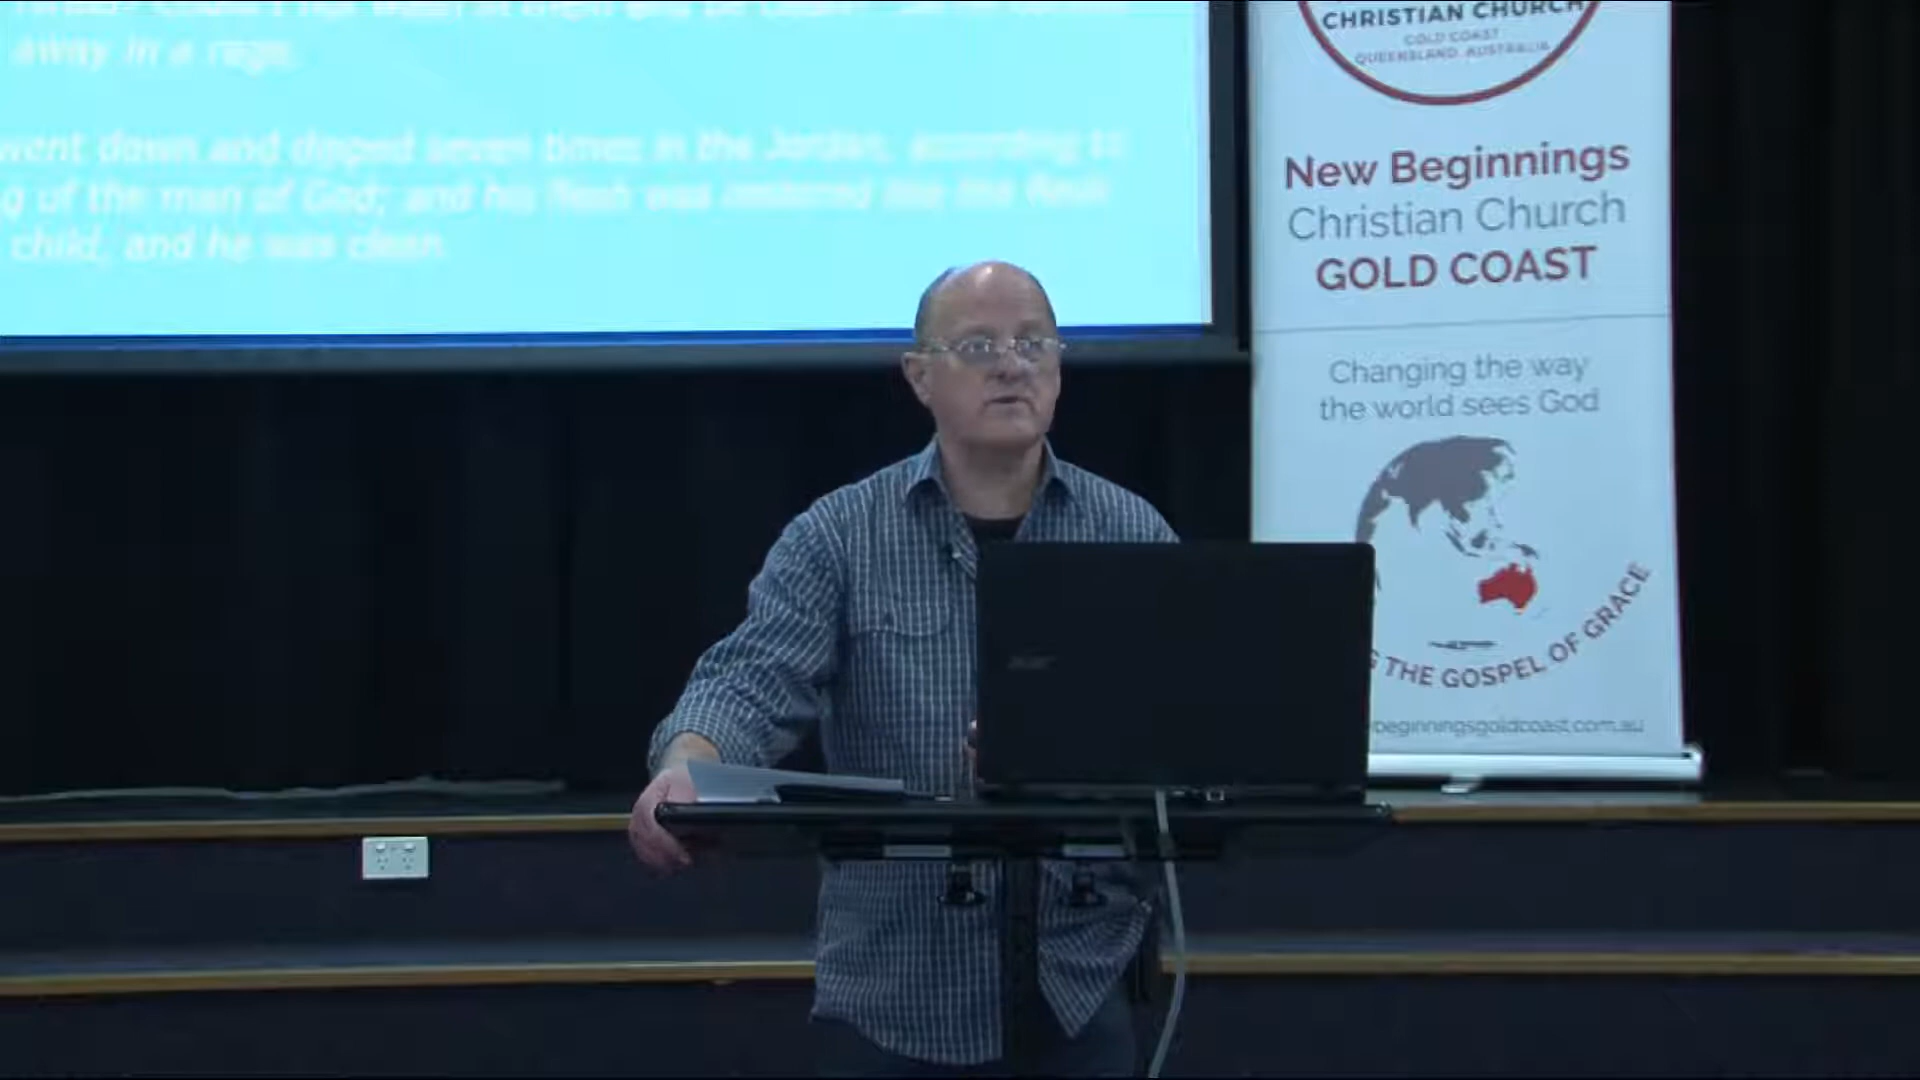 away in a rage.
went down and dipped seven times in the Jordan, according to
g of the man of God; and his flesh was restored like the flesh
child, and he was clean.
CHRISTIAN CHURCH
GOLD COAST
QUEENSLAND, AUSTRALIA
New Beginnings
Christian Church
GOLD COAST
Changing the way
the world sees God
THE GOSPEL OF GRACE
beginningsgoldcoast.com.au
acer